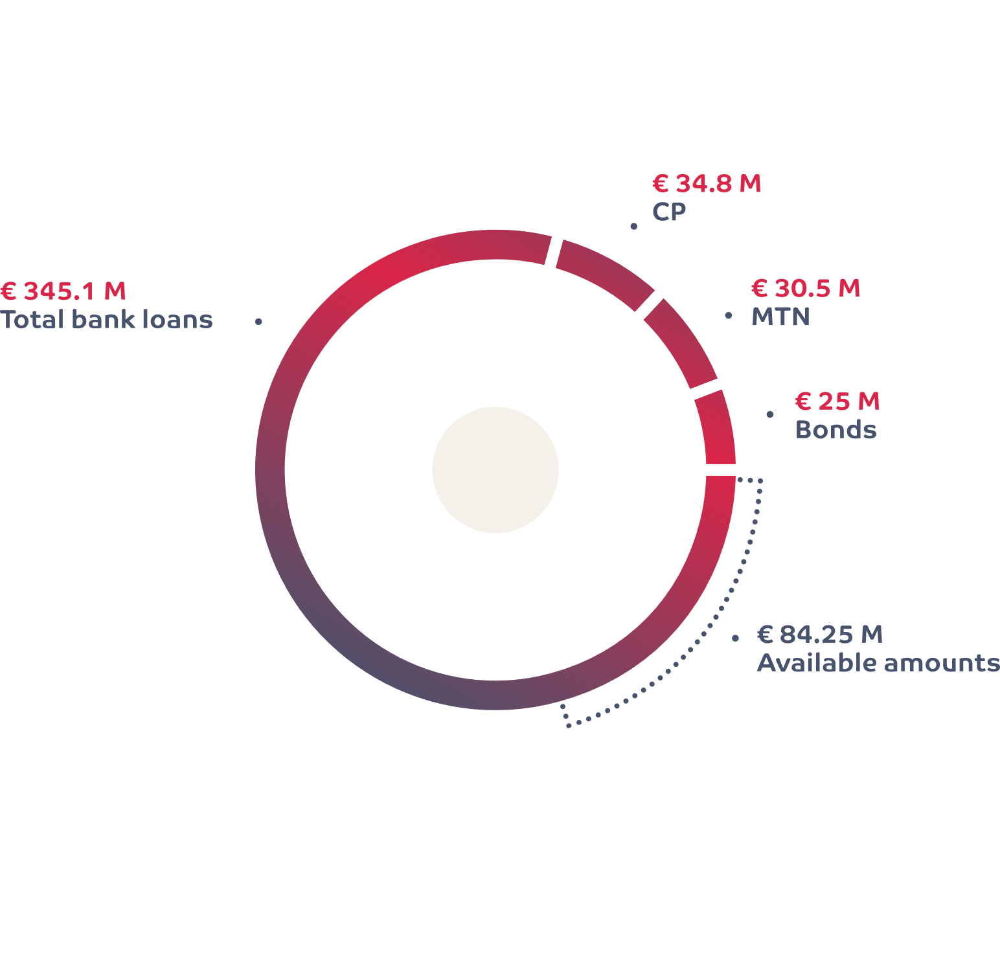 € 34.8 M
CP
€ 345.1 M
Total bank loans
€ 30.5 M
MTN
€ 25 M
Bonds
€ 84.25 M
Available amounts